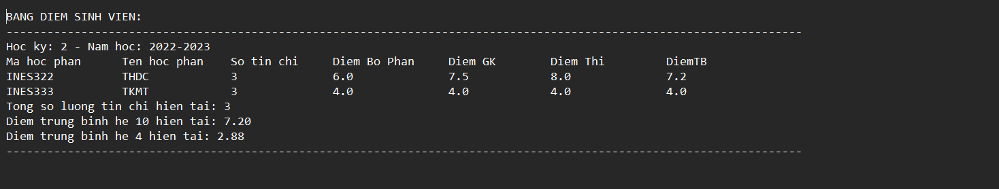 BANG DIEM SINH VIEN:
---------------------------------------------------------------------------------------------------------------------
Hoc ky: 2 - Nam hoc: 2022-2023
Ma hoc phan      Ten hoc phan    So tin chi     Diem Bo Phan     Diem GK        Diem Thi         DiemTB
INES322          THDC            3              6.0              7.5            8.0              7.2
INES333          TKMT            3              4.0              4.0            4.0              4.0
Tong so luong tin chi hien tai: 3
Diem trung binh he 10 hien tai: 7.20
Diem trung binh he 4 hien tai: 2.88
---------------------------------------------------------------------------------------------------------------------